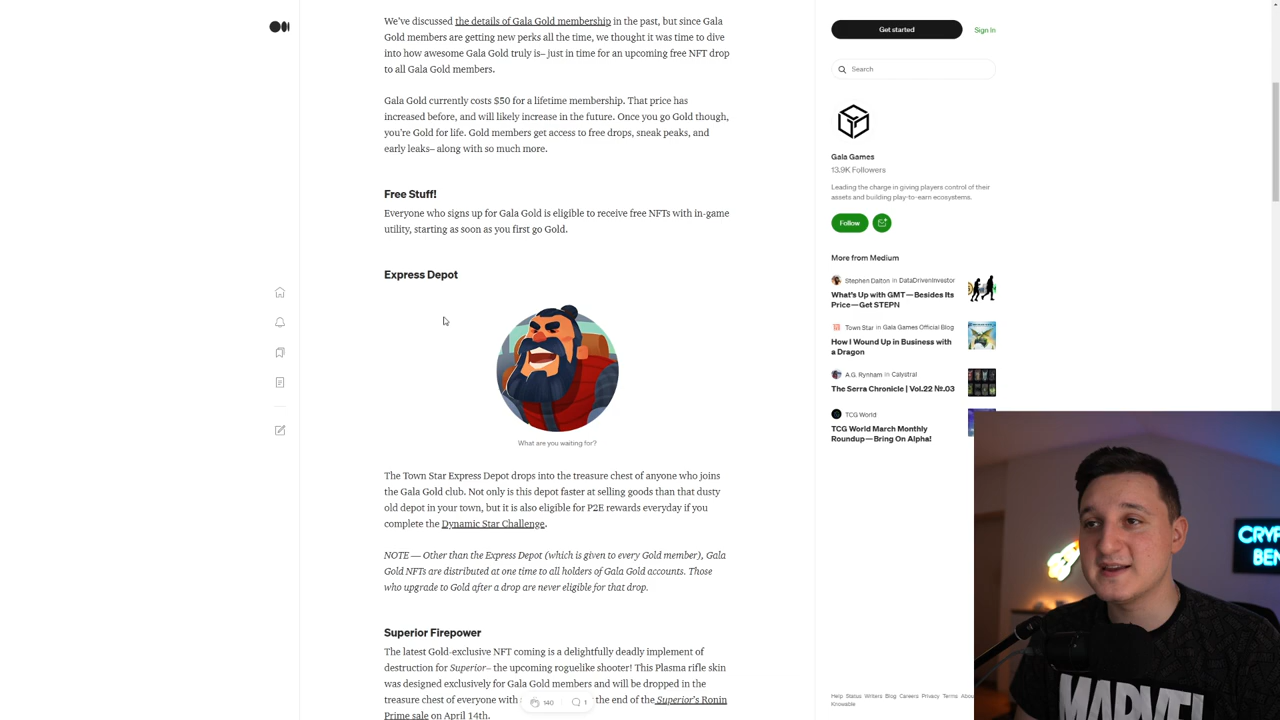 We've discussed the details of Gala Gold membership in the past, but since Gala
Gold members are getting new perks all the time, we thought it was time to dive
into how awesome Gala Gold truly is– just in time for an upcoming free NFT drop
to all Gala Gold members.
Gala Gold currently costs $50 for a lifetime membership. That price has
increased before, and will likely increase in the future. Once you go Gold though,
you're Gold for life. Gold members get access to free drops, sneak peaks, and
early leaks– along with so much more.
Free Stuff!
Everyone who signs up for Gala Gold is eligible to receive free NFTs with in-game
utility, starting as soon as you first go Gold.
Express Depot
What are you waiting for?
The Town Star Express Depot drops into the treasure chest of anyone who joins
the Gala Gold club. Not only is this depot faster at selling goods than that dusty
old depot in your town, but it is also eligible for P2E rewards everyday if you
complete the Dynamic Star Challenge.
NOTE — Other than the Express Depot (which is given to every Gold member), Gala
Gold NFTs are distributed at one time to all holders of Gala Gold accounts. Those
who upgrade to Gold after a drop are never eligible for that drop.
Superior Firepower
The latest Gold-exclusive NFT coming is a delightfully deadly implement of
destruction for Superior– the upcoming roguelike shooter! This Plasma rifle skin
was designed exclusively for Gala Gold members and will be dropped in the
treasure chest of everyone with the end of the Superior's Ronin
Prime sale on April 14th.
140
1
Get started
Sign In
Search
Gala Games
13.9K Followers
Leading the charge in giving players control of their
assets and building play-to-earn ecosystems.
Follow
More from Medium
Stephen Dalton in DataDrivenInvestor
What's Up with GMT—Besides Its
Price—Get STEPN
Town Star in Gala Games Official Blog
How I Wound Up in Business with
a Dragon
A.G. Rynham in Calystral
The Serra Chronicle | Vol.22 №.03
TCG World
TCG World March Monthly
Roundup—Bring On Alpha!
CRYP
BEN
MARVEL
Help Status Writers Blog Careers Privacy Terms
Knowable